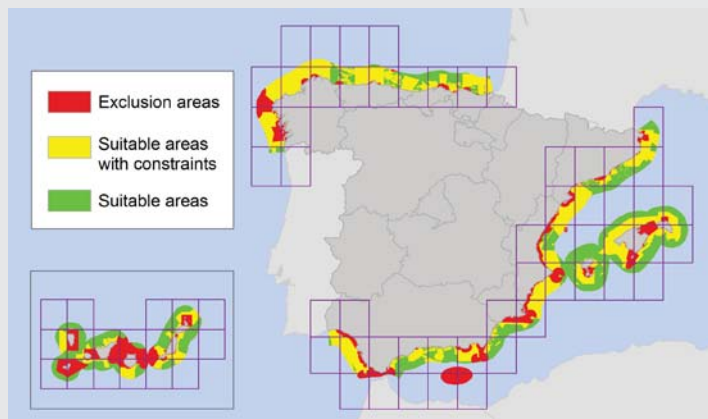 Exclusion areas
Suitable areas
with constraints
Suitable areas